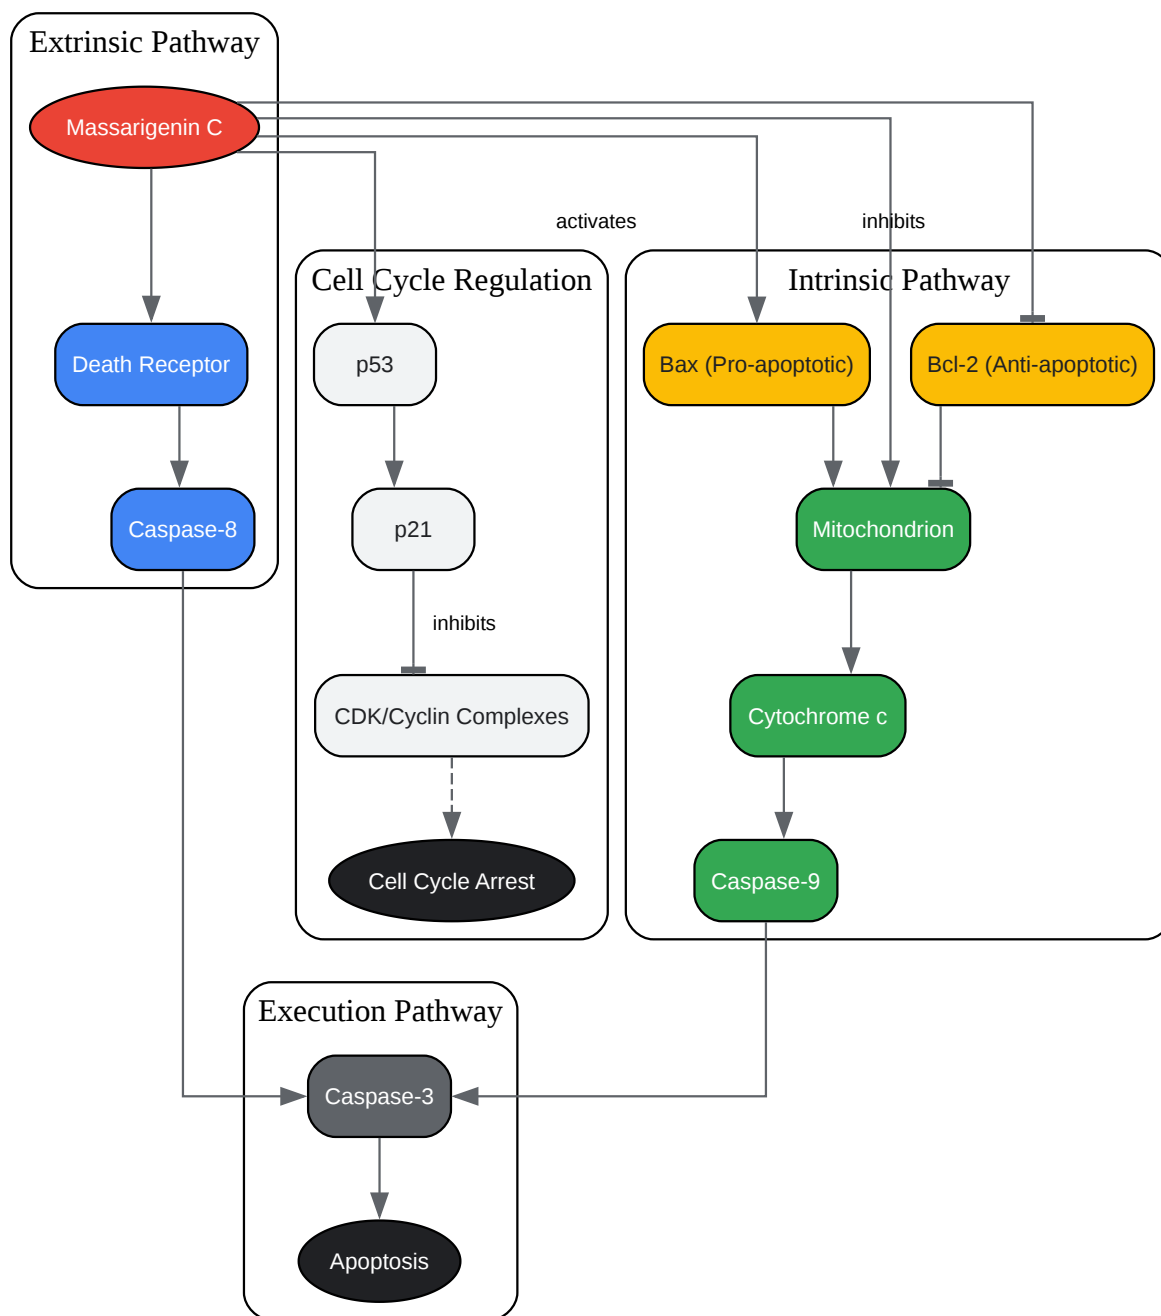 Extrinsic Pathway
Massarigenin C
activates
inhibits
Cell Cycle Regulation
Intrinsic Pathway
Death Receptor
p53
Bax (Pro-apoptotic)
Bcl-2 (Anti-apoptotic)
Caspase-8
p21
Mitochondrion
inhibits
CDK/Cyclin Complexes
Cytochrome c
Cell Cycle Arrest
Caspase-9
Execution Pathway
Caspase-3
Apoptosis